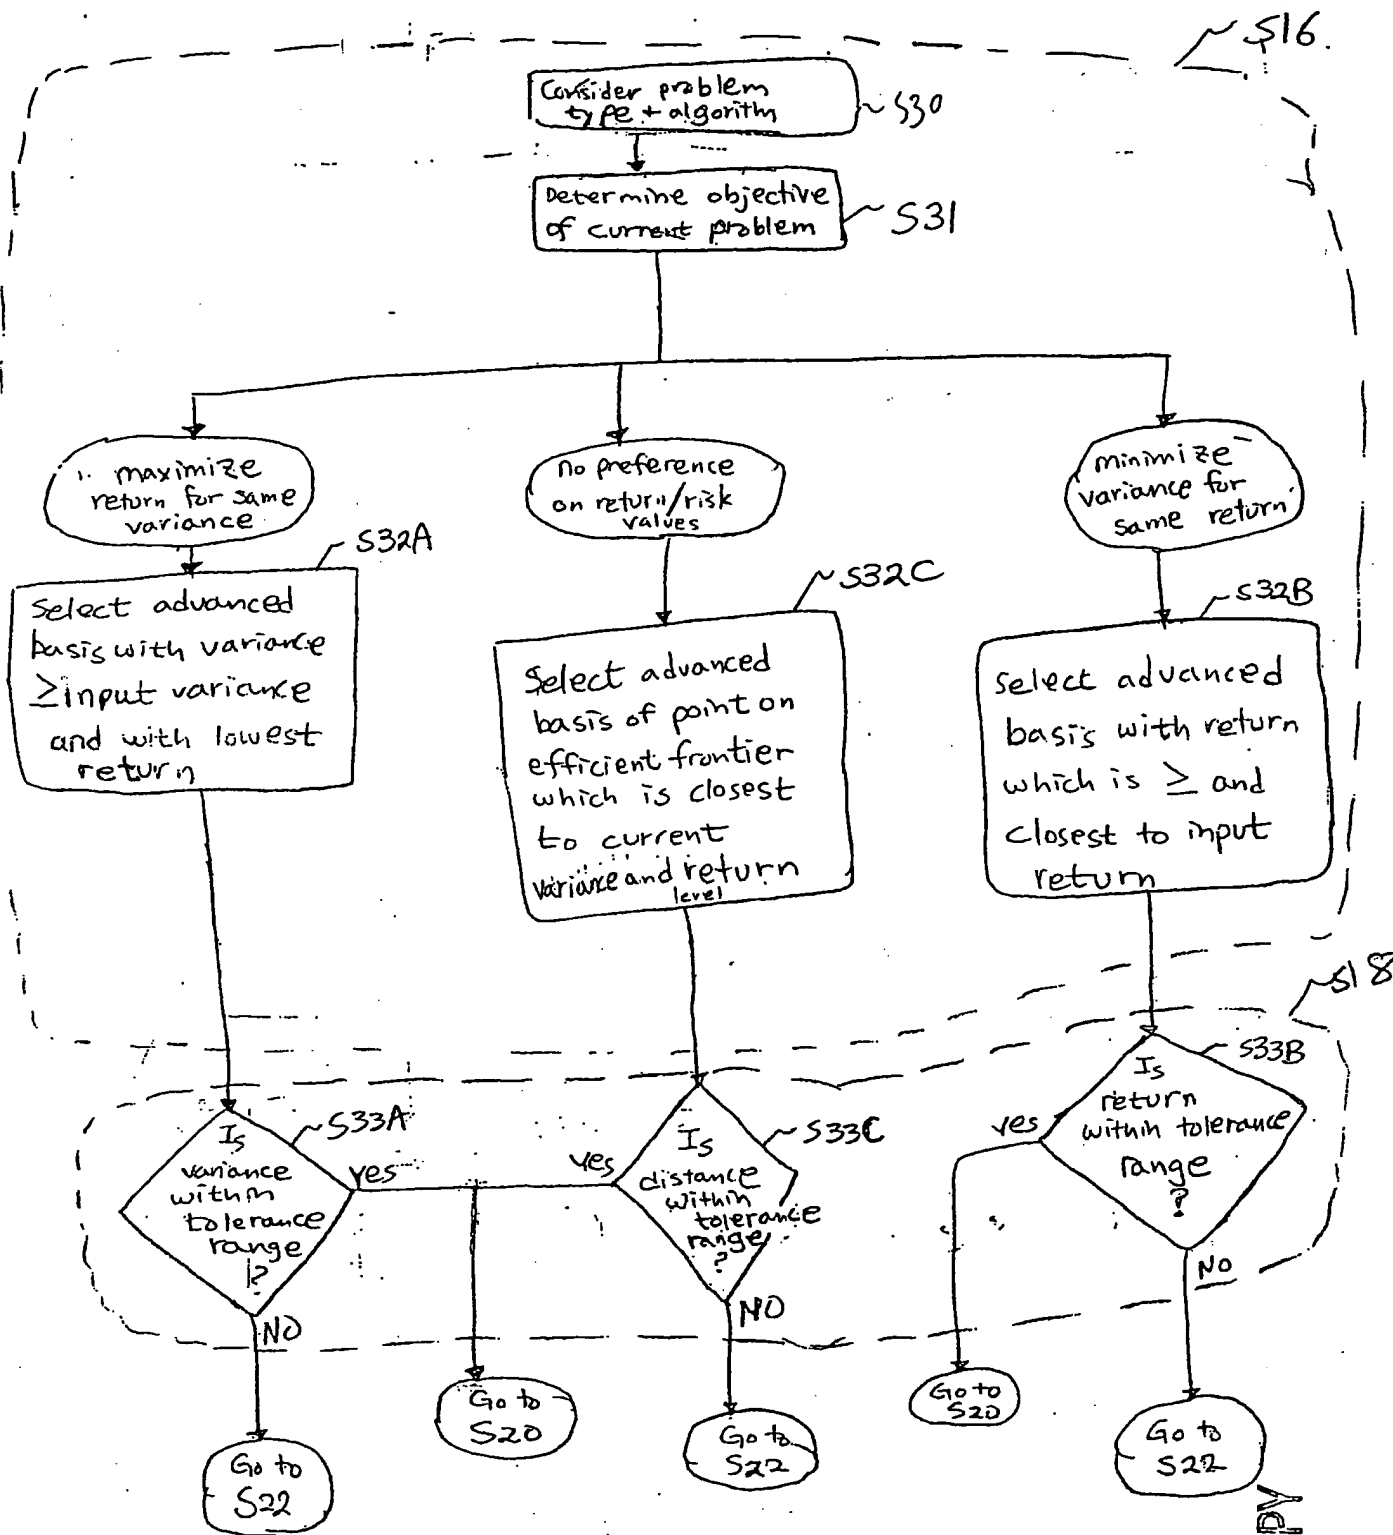 S16.
Consider problem
type + algorithm
S30
Determine objective
of current problem
S31
maximize
return for same
variance
no preference
on return/risk
values
minimize
variance for
same return
S32A
Select advanced
basis with variance
≥ input variance
and with lowest
return
S32C
Select advanced
basis of point on
efficient frontier
which is closest
to current
variance and return
level
S32B
select advanced
basis with return
which is ≥ and
closest to input
return
S18
S33A
Is
variance
within
tolerance
range
?
yes
NO
S33C
Is
distance
within
tolerance
range
?
yes
NO
S33B
Is
return
within tolerance
range
?
yes
NO
Go to
S22
Go to
S20
Go to
S22
Go to
S20
Go to
S22
PY